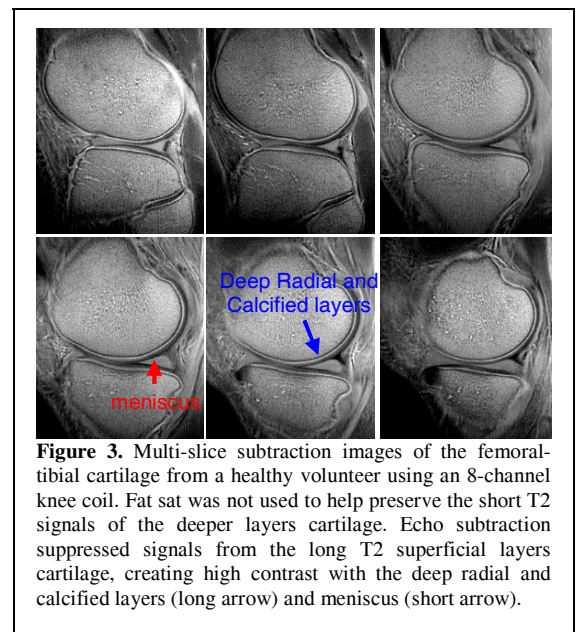 Deep Radial and
Calcified layers
meniscus
Figure 3. Multi-slice subtraction images of the femoral-
tibial cartilage from a healthy volunteer using an 8-channel
knee coil. Fat sat was not used to help preserve the short T2
signals of the deeper layers cartilage. Echo subtraction
suppressed signals from the long T2 superficial layers
cartilage, creating high contrast with the deep radial and
calcified layers (long arrow) and meniscus (short arrow).